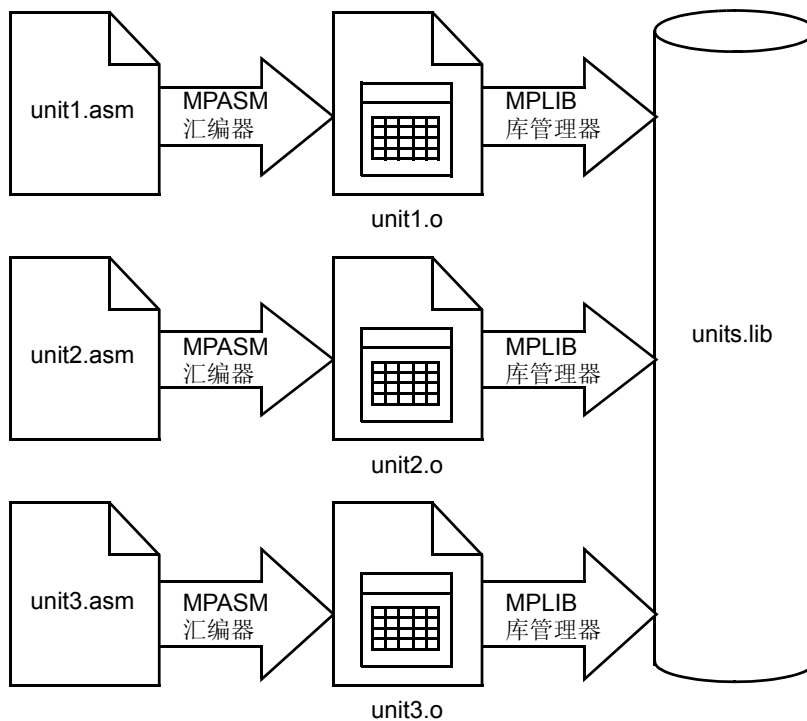 unit1.asm
MPASM
汇编器
unit1.o
MPLIB
库管理器
unit2.asm
MPASM
汇编器
unit2.o
MPLIB
库管理器
units.lib
unit3.asm
MPASM
汇编器
unit3.o
MPLIB
库管理器